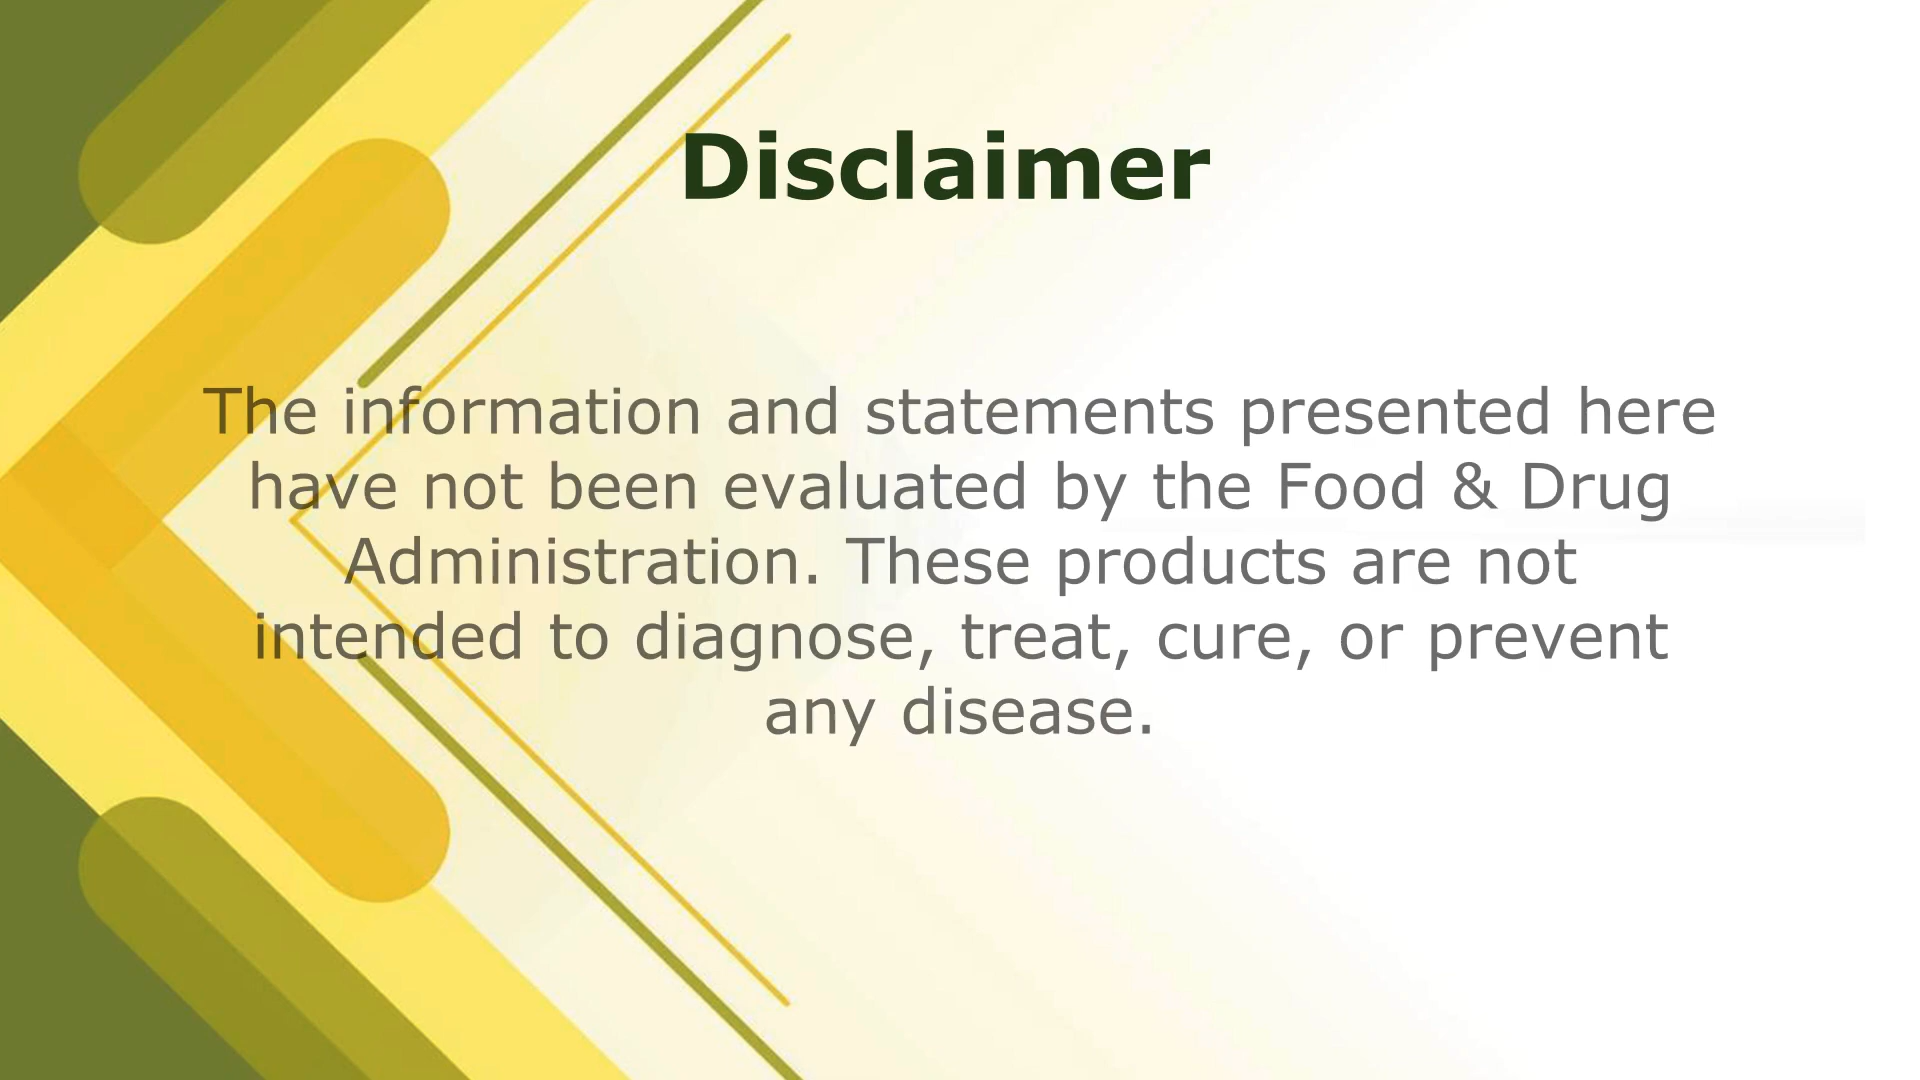 Disclaimer
The information and statements presented here
have not been evaluated by the Food & Drug
Administration. These products are not
intended to diagnose, treat, cure, or prevent
any disease.